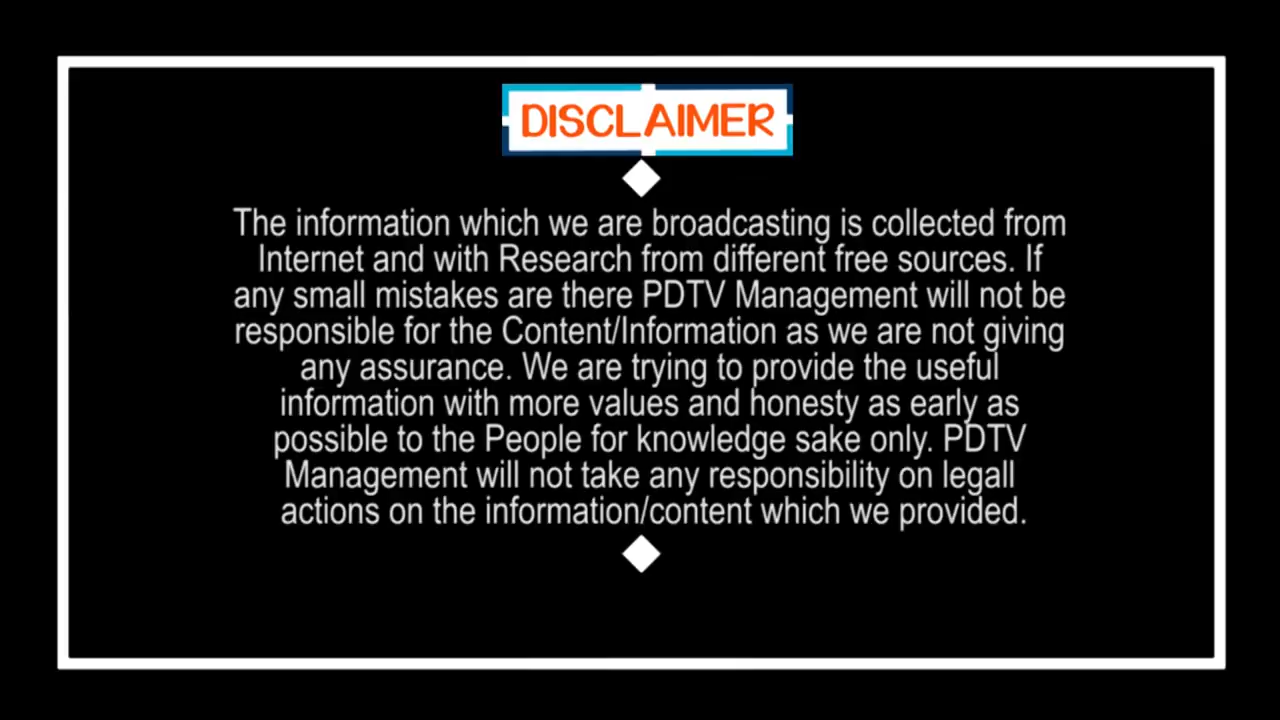 DISCLAIMER
The information which we are broadcasting is collected from
Internet and with Research from different free sources. If
any small mistakes are there PDTV Management will not be
responsible for the Content/Information as we are not giving
any assurance. We are trying to provide the useful
information with more values and honesty as early as
possible to the People for knowledge sake only. PDTV
Management will not take any responsibility on legall
actions on the information/content which we provided.